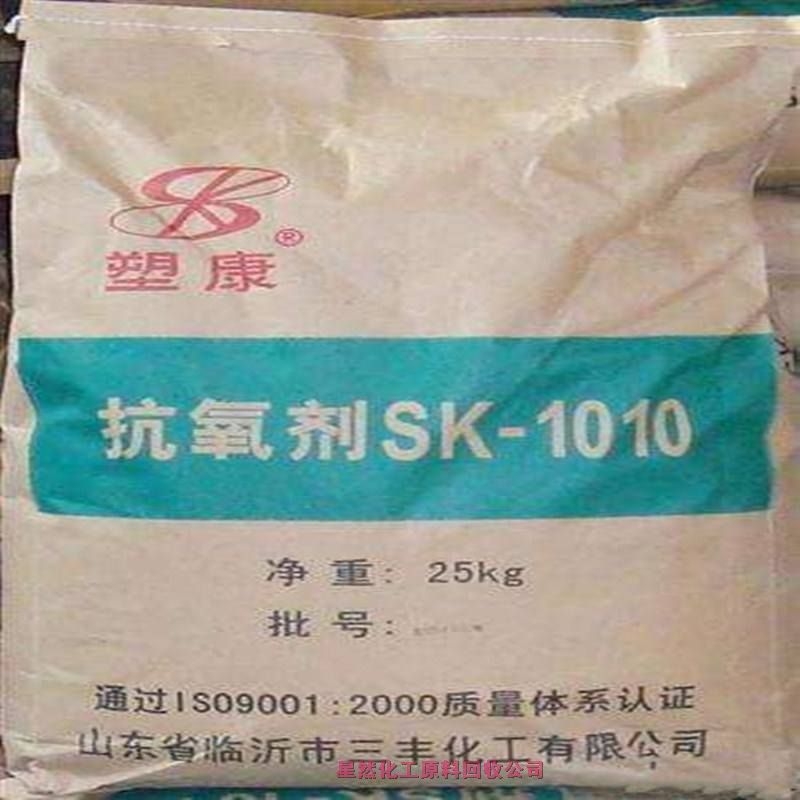 塑康®
抗氧剂SK-1010
净 重: 25kg
批 号:
通过ISO9001:2000质量体系认证
山东省临沂市三丰化工有限公司
星然化工原料回收公司